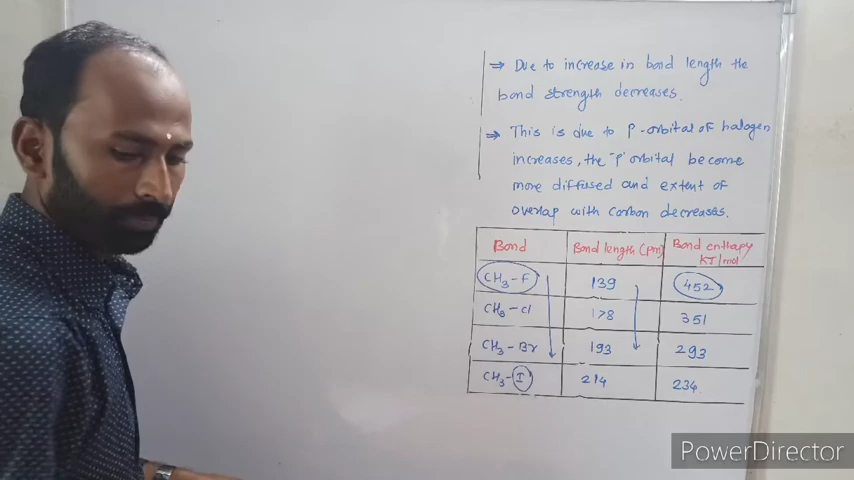 ⇒ Due to increase in bond length the
bond strength decreases.
⇒ This is due to p-orbital of halogen
increases, the "p" orbital become
more diffused and extent of
overlap with carbon decreases.
Bond Bond length (pm) Bond enthapy
KJ/mol
CH3-F 139 452
CH3-Cl 178 351
CH3-Br 193 293
CH3-I 214 234
PowerDirector